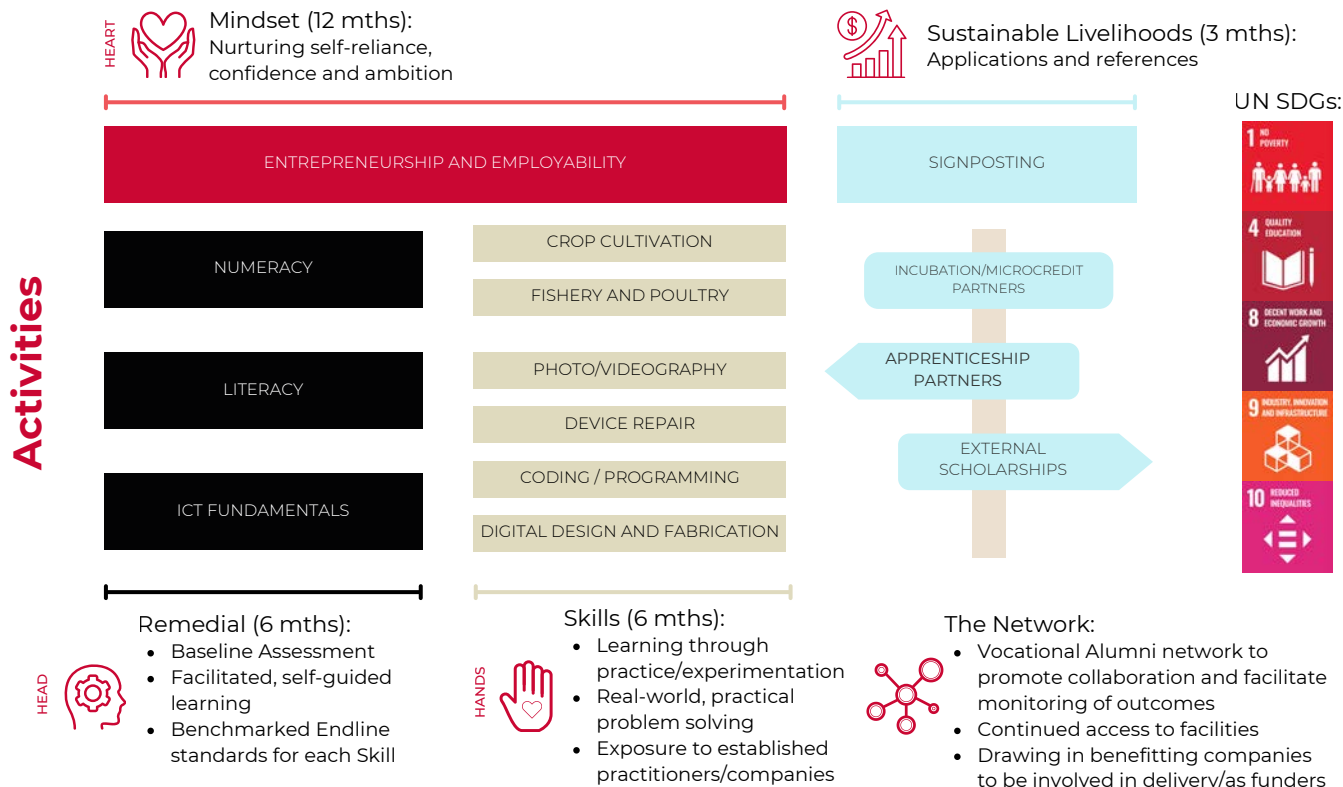 HEART
Mindset (12 mths):
Nurturing self-reliance,
confidence and ambition
Sustainable Livelihoods (3 mths):
Applications and references
UN SDGs:
ENTREPRENEURSHIP AND EMPLOYABILITY
SIGNPOSTING
Activities
NUMERACY
LITERACY
ICT FUNDAMENTALS
CROP CULTIVATION
FISHERY AND POULTRY
PHOTO/VIDEOGRAPHY
DEVICE REPAIR
CODING / PROGRAMMING
DIGITAL DESIGN AND FABRICATION
INCUBATION/MICROCREDIT
PARTNERS
APPRENTICESHIP
PARTNERS
EXTERNAL
SCHOLARSHIPS
1 NO
POVERTY
4 QUALITY
EDUCATION
8 DECENT WORK AND
ECONOMIC GROWTH
9 INDUSTRY, INNOVATION
AND INFRASTRUCTURE
10 REDUCED
INEQUALITIES
HEAD
Remedial (6 mths):
• Baseline Assessment
• Facilitated, self-guided
learning
• Benchmarked Endline
standards for each Skill
HANDS
Skills (6 mths):
• Learning through
practice/experimentation
• Real-world, practical
problem solving
• Exposure to established
practitioners/companies
The Network:
• Vocational Alumni network to
promote collaboration and facilitate
monitoring of outcomes
• Continued access to facilities
• Drawing in benefitting companies
to be involved in delivery/as funders